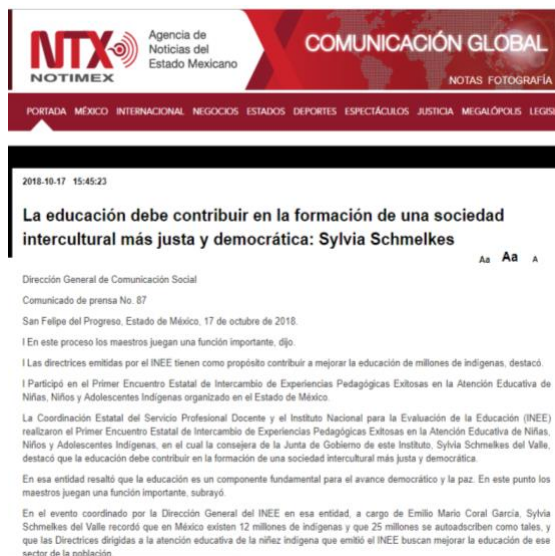 NTX
NOTIMEX
Agencia de
Noticias del
Estado Mexicano
COMUNICACIÓN GLOBAL
NOTAS FOTOGRAFÍA
PORTADA MÉXICO INTERNACIONAL NEGOCIOS ESTADOS DEPORTES ESPECTÁCULOS JUSTICIA MEGALÓPOLIS LEGIS
2018-10-17 15:45:23
La educación debe contribuir en la formación de una sociedad
intercultural más justa y democrática: Sylvia Schmelkes
Aa Aa A
Dirección General de Comunicación Social
Comunicado de prensa No. 87
San Felipe del Progreso, Estado de México, 17 de octubre de 2018.
I En este proceso los maestros juegan una función importante, dijo.
I Las directrices emitidas por el INEE tienen como propósito contribuir a mejorar la educación de millones de indígenas, destacó.
I Participó en el Primer Encuentro Estatal de Intercambio de Experiencias Pedagógicas Exitosas en la Atención Educativa de
Niñas, Niños y Adolescentes Indígenas organizado en el Estado de México.
La Coordinación Estatal del Servicio Profesional Docente y el Instituto Nacional para la Evaluación de la Educación (INEE)
realizaron el Primer Encuentro Estatal de Intercambio de Experiencias Pedagógicas Exitosas en la Atención Educativa de Niñas,
Niños y Adolescentes Indígenas, en el cual la consejera de la Junta de Gobierno de este Instituto, Sylvia Schmelkes del Valle,
destacó que la educación debe contribuir en la formación de una sociedad intercultural más justa y democrática.
En esa entidad resaltó que la educación es un componente fundamental para el avance democrático y la paz. En este punto los
maestros juegan una función importante, subrayó.
En el evento coordinado por la Dirección General del INEE en esa entidad, a cargo de Emilio Mario Coral García, Sylvia
Schmelkes del Valle recordó que en México existen 12 millones de indígenas y que 25 millones se autoadscriben como tales, y
que las Directrices dirigidas a la atención educativa de la niñez indígena que emitió el INEE buscan mejorar la educación de ese
sector de la población.